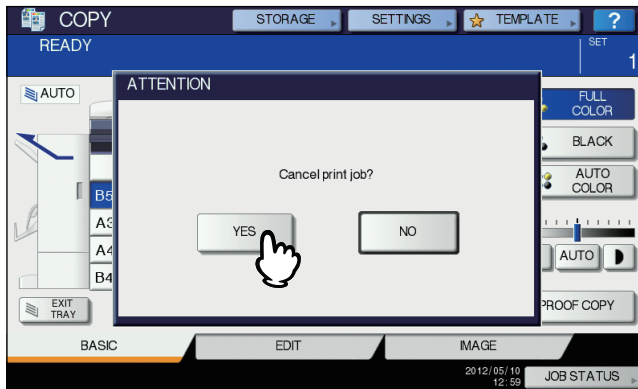 COPY
STORAGE
SETTINGS
TEMPLATE
?
READY
SET
1
AUTO
ATTENTION
Cancel print job?
YES
NO
B5
A3
A4
B4
FULL
COLOR
BLACK
AUTO
COLOR
AUTO
EXIT
TRAY
PROOF COPY
BASIC
EDIT
IMAGE
2012/05/10
12:59
JOB STATUS